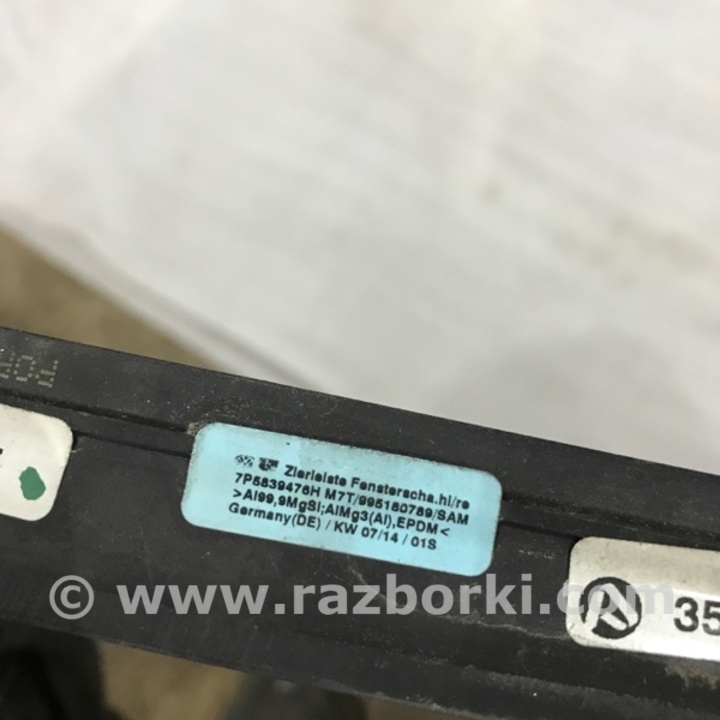 Zierleiste Fensterscha.hi/re
7P5839476H M7T/995180789/SAM
>Al99,9MgSi;AlMg3(Al),EPDM<
Germany(DE) / KW 07/14 / 01S
35
© www.razborki.com